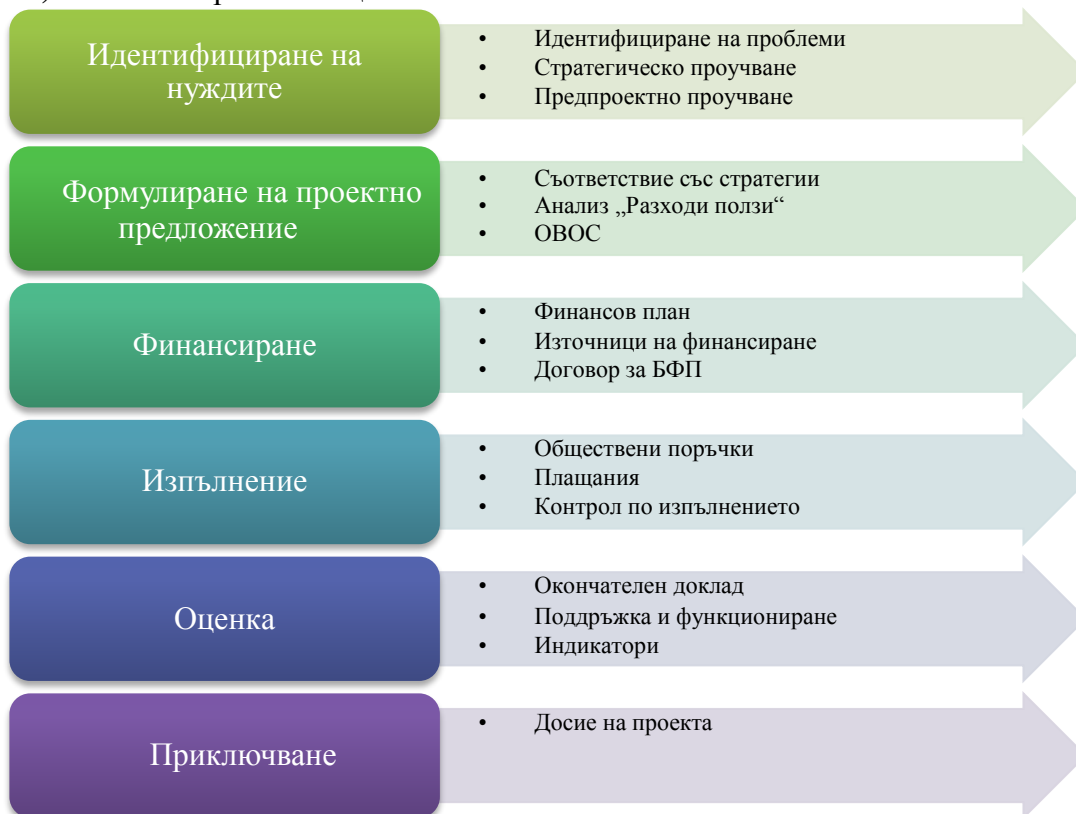 Идентифициране на
нуждите
• Идентифициране на проблеми
• Стратегическо проучване
• Предпроектно проучване
Формулиране на проектно
предложение
• Съответствие със стратегии
• Анализ „Разходи ползи“
• ОВОС
Финансиране
• Финансов план
• Източници на финансиране
• Договор за БФП
Изпълнение
• Обществени поръчки
• Плащания
• Контрол по изпълнението
Оценка
• Окончателен доклад
• Поддръжка и функциониране
• Индикатори
Приключване
• Досие на проекта